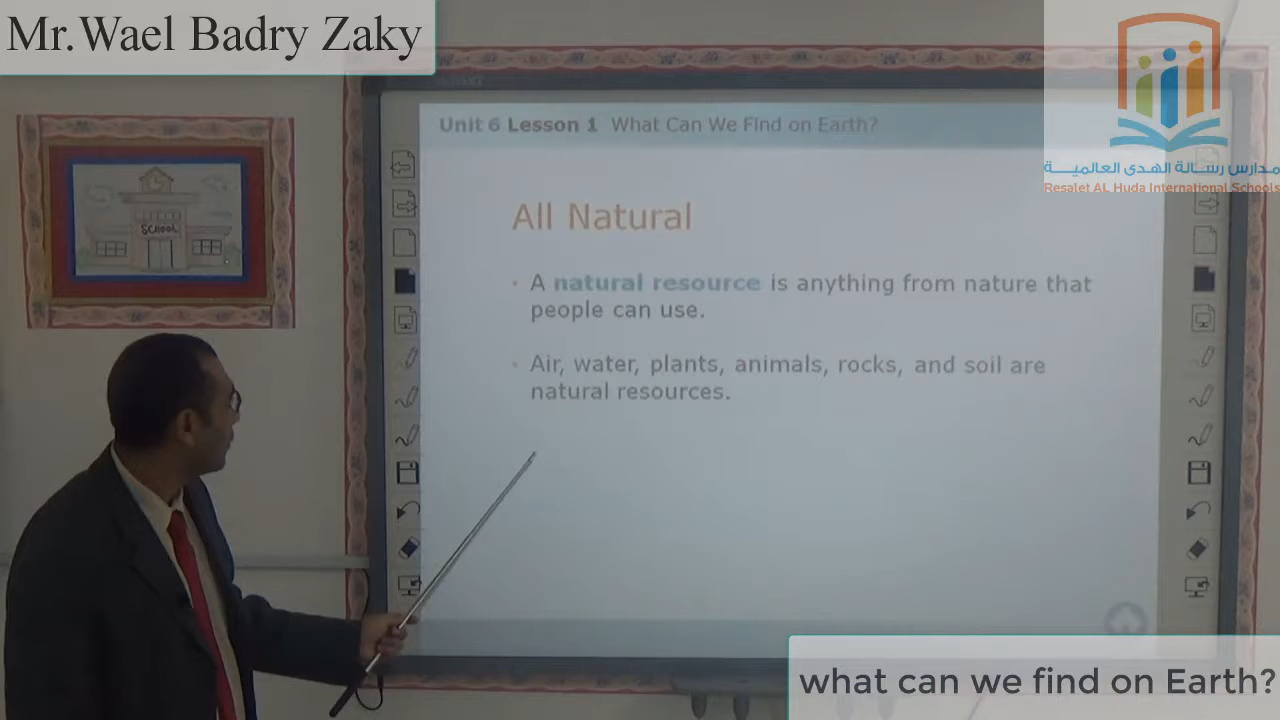 Mr.Wael Badry Zaky
مدارس رسالة الهدى العالمية
Resalet AL Huda International Schools
Unit 6 Lesson 1 What Can We Find on Earth?
SCHOOL
All Natural
· A natural resource is anything from nature that
people can use.
· Air, water, plants, animals, rocks, and soil are
natural resources.
what can we find on Earth?